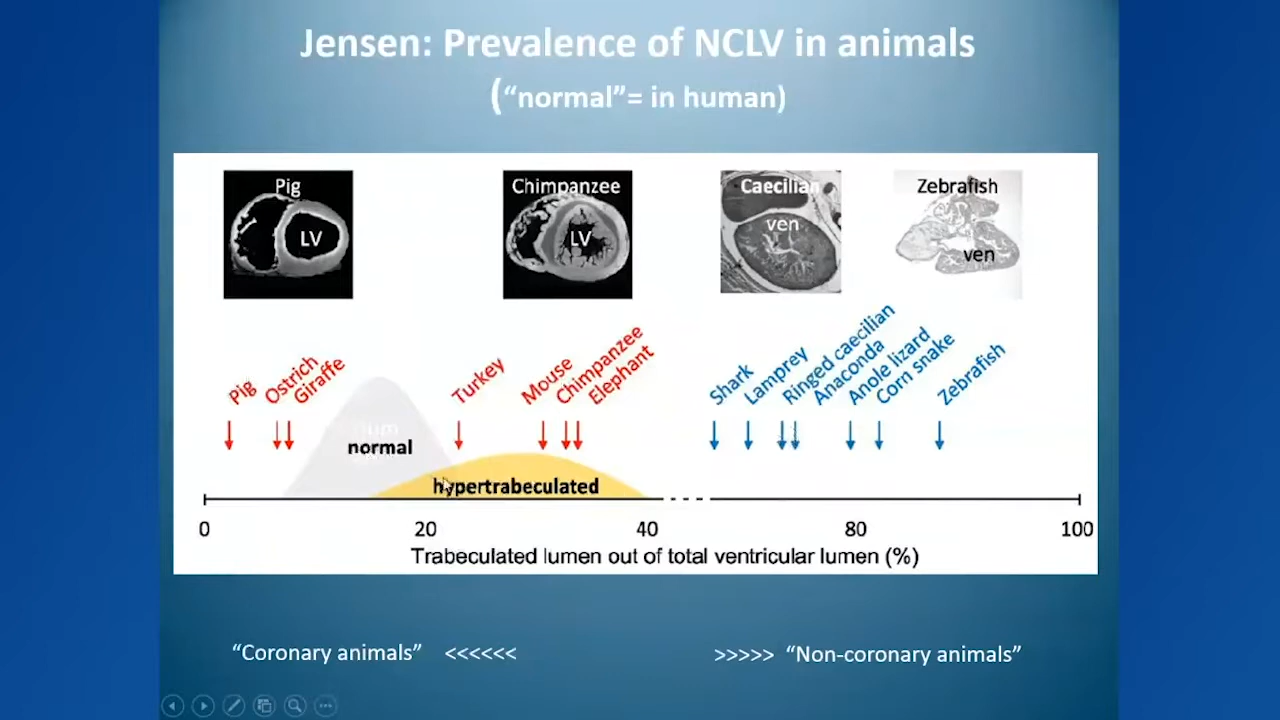 Jensen: Prevalence of NCLV in animals
(“normal”= in human)
Pig
LV
Chimpanzee
LV
Caecilian
ven
Zebrafish
ven
Pig
Ostrich
Giraffe
Turkey
Mouse
Chimpanzee
Elephant
Shark
Lamprey
Ringed caecilian
Anaconda
Anole lizard
Corn snake
Zebrafish
normal
hypertrabeculated
0 20 40 80 100
Trabeculated lumen out of total ventricular lumen (%)
“Coronary animals” <<<<<< >>>>> “Non-coronary animals”